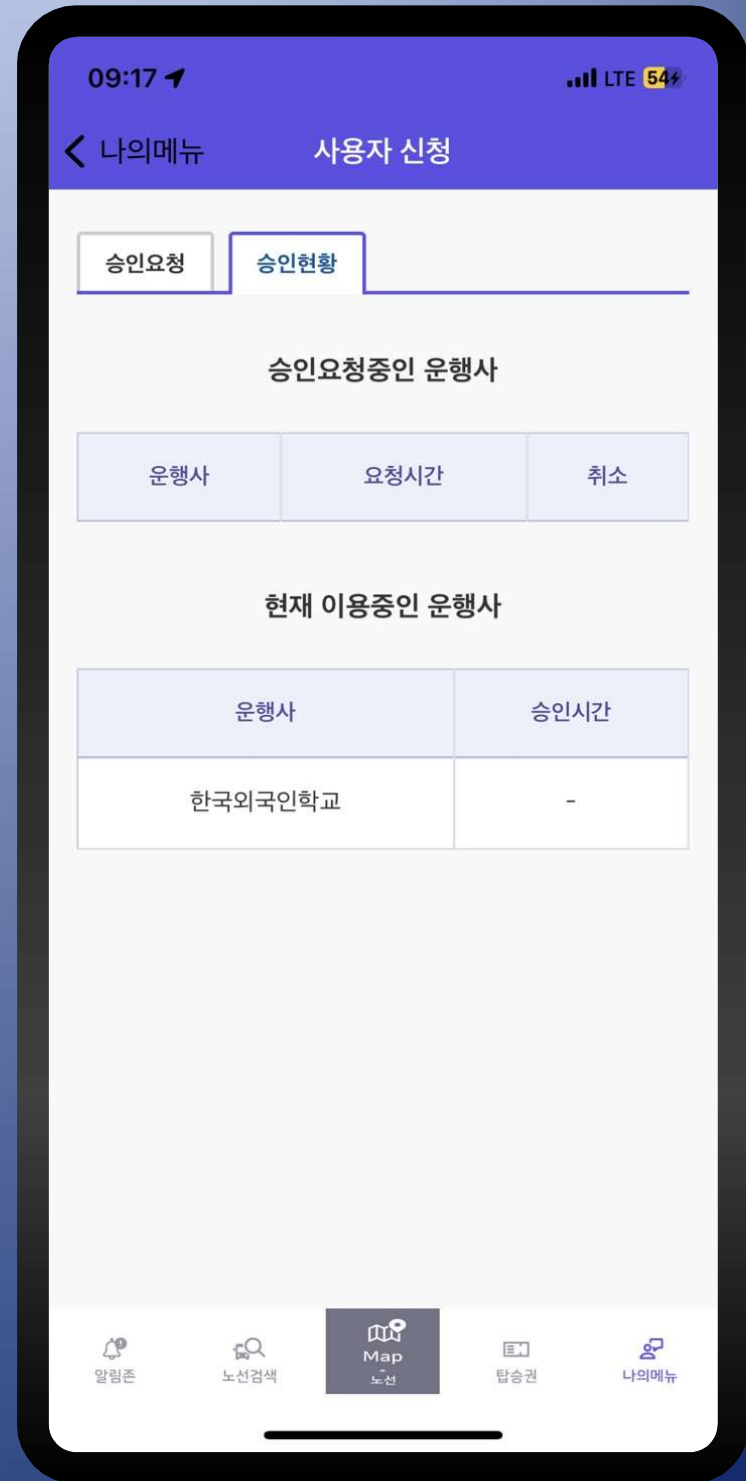 09:17
LTE 54
나의메뉴 사용자 신청
승인요청 승인현황
승인요청중인 운행사
운행사 요청시간 취소
현재 이용중인 운행사
운행사 승인시간
한국외국인학교 -
알림존 노선검색 Map - 노선 탑승권 나의메뉴